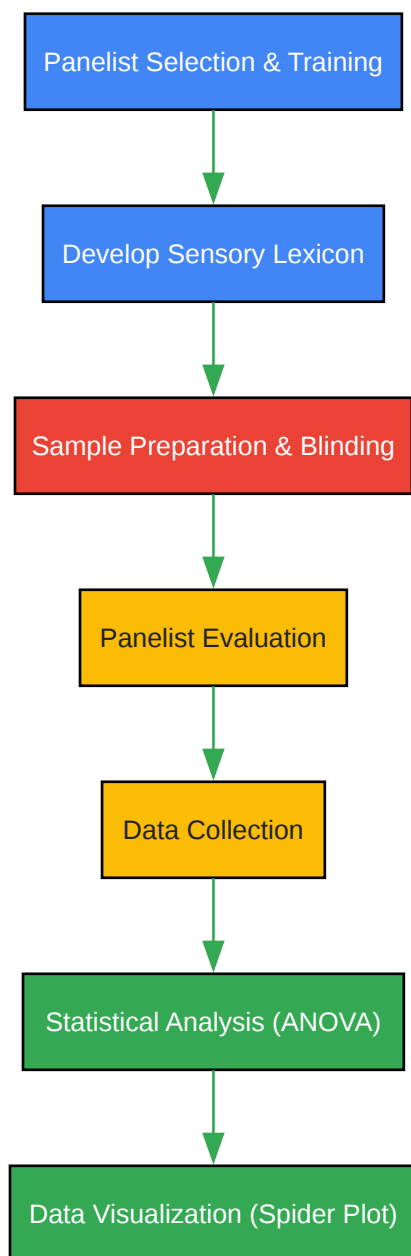 Panelist Selection & Training
Develop Sensory Lexicon
Sample Preparation & Blinding
Panelist Evaluation
Data Collection
Statistical Analysis (ANOVA)
Data Visualization (Spider Plot)